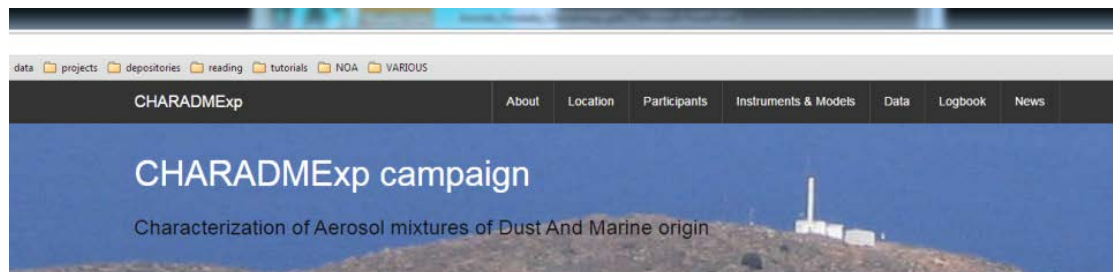 data projects depositories reading tutorials NOA VARIOUS
CHARADMExp About Location Participants Instruments & Models Data Logbook News
CHARADMExp campaign
Characterization of Aerosol mixtures of Dust And Marine origin